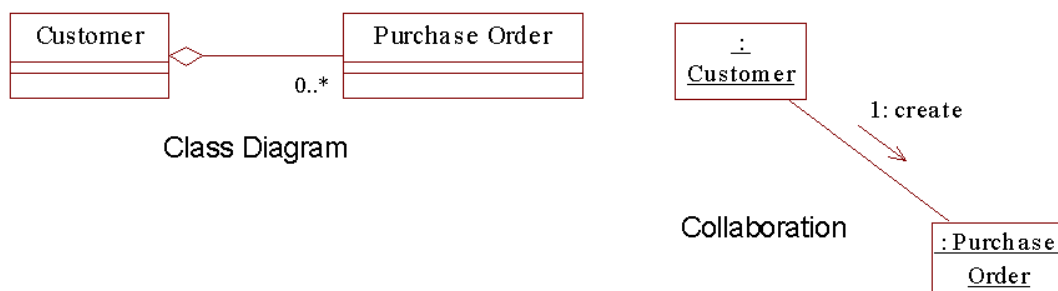 Customer
Purchase Order
0..*
Class Diagram
:
Customer
1: create
Collaboration
:Purchase
Order